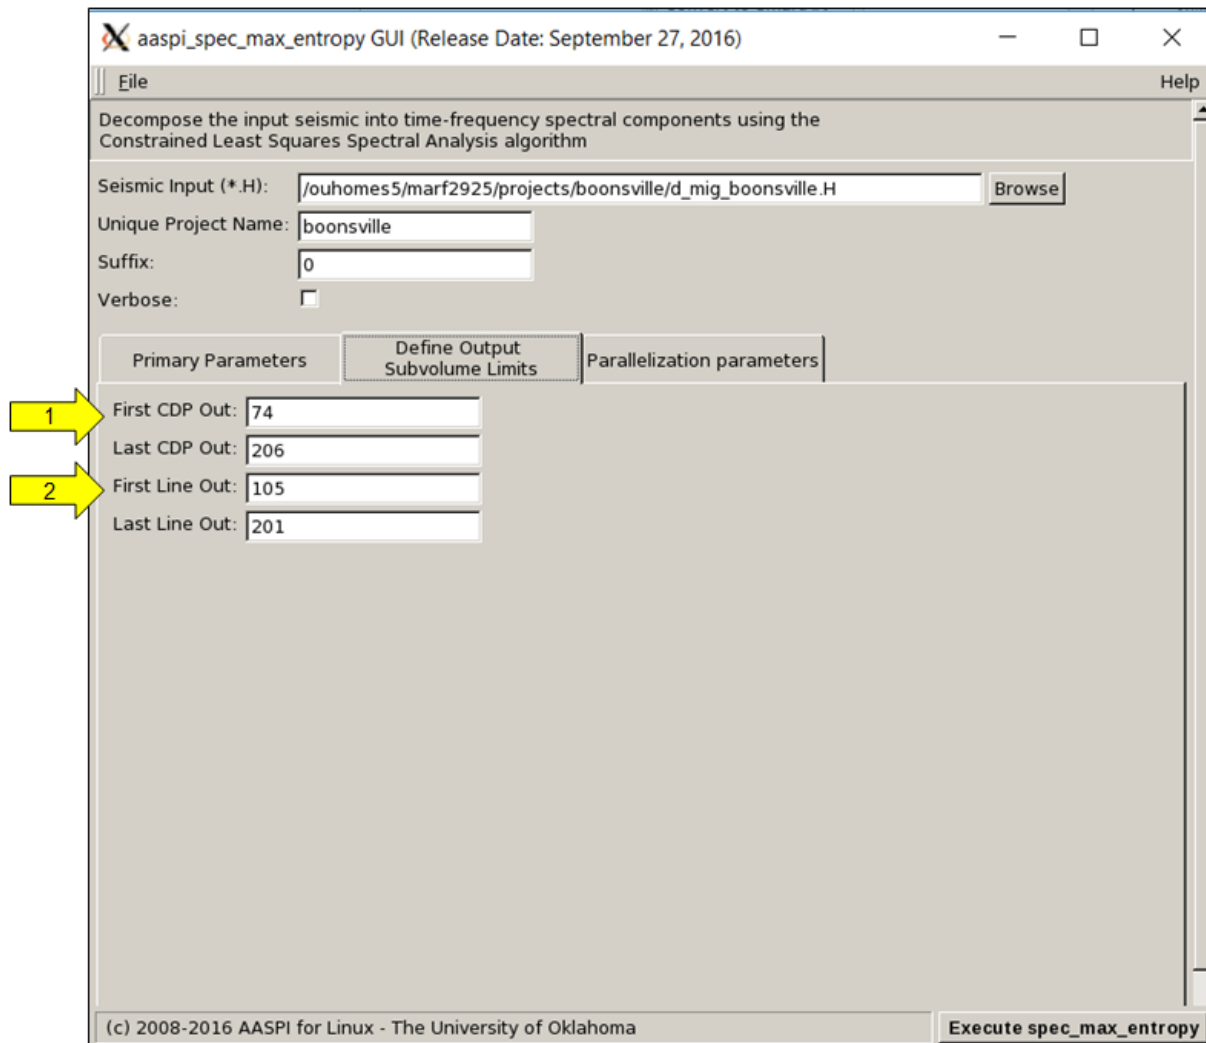 aaspi_spec_max_entropy GUI (Release Date: September 27, 2016)
File Help
Decompose the input seismic into time-frequency spectral components using the
Constrained Least Squares Spectral Analysis algorithm
Seismic Input (*.H): /ouhomes5/marf2925/projects/boonsville/d_mig_boonsville.H Browse
Unique Project Name: boonsville
Suffix: 0
Verbose:
Primary Parameters
Define Output
Subvolume Limits
Parallelization parameters
1 First CDP Out: 74
Last CDP Out: 206
2 First Line Out: 105
Last Line Out: 201
(c) 2008-2016 AASPI for Linux - The University of Oklahoma Execute spec_max_entropy